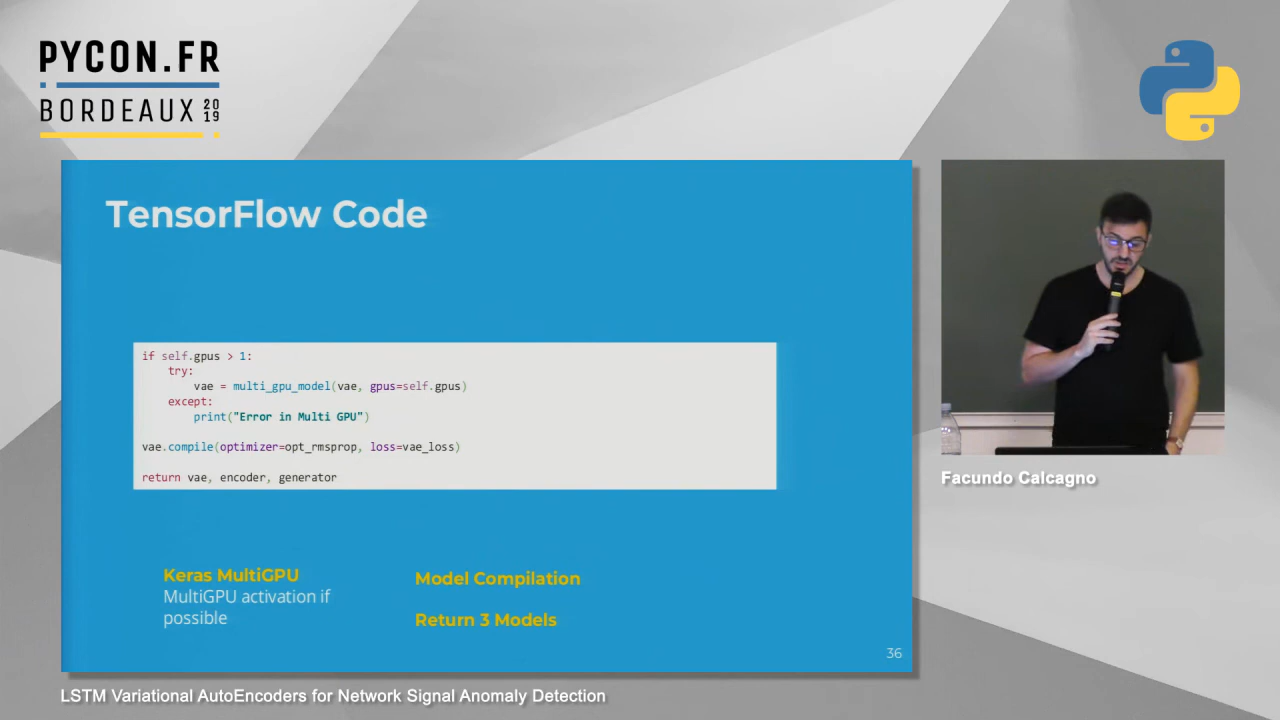 PYCON.FR
BORDEAUX 2019
TensorFlow Code
if self.gpus > 1:
try:
vae = multi_gpu_model(vae, gpus=self.gpus)
except:
print("Error in Multi GPU")
vae.compile(optimizer=opt_rmsprop, loss=vae_loss)
return vae, encoder, generator
Keras MultiGPU
MultiGPU activation if
possible
Model Compilation
Return 3 Models
36
Facundo Calcagno
LSTM Variational AutoEncoders for Network Signal Anomaly Detection